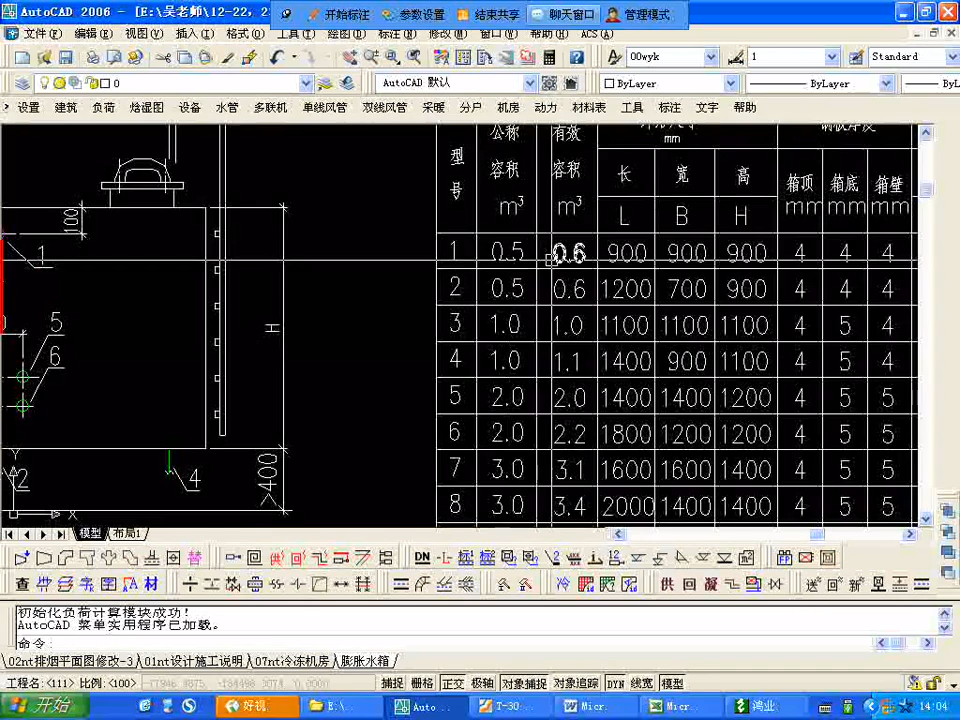 AutoCAD 2006 - [E:\吴老师\12-22, 2
开始标注 参数设置 结束共享 聊天窗口 管理模式
文件(F) 编辑(E) 视图(V) 插入(I) 格式(O) 工具(T) 绘图(D) 标注(N) 修改(M) 窗口(W) 帮助(H) ACS(A)
OOwyk 1 Standard
0 AutoCAD 默认 ByLayer ByLayer ByLay
设置 建筑 负荷 焓湿图 设备 水管 多联机 单线风管 双线风管 采暖 分户 机房 动力 材料表 工具 标注 文字 帮助
型号 公称容积 m³ 有效容积 m³ mm
长 宽 高 箱顶 箱底 箱壁
L B H mm mm mm
1 0.5 0.6 900 900 900 4 4 4
2 0.5 0.6 1200 700 900 4 4 4
3 1.0 1.0 1100 1100 1100 4 5 4
4 1.0 1.1 1400 900 1100 4 5 4
5 2.0 2.0 1400 1400 1200 4 5 5
6 2.0 2.2 1800 1200 1200 4 5 5
7 3.0 3.1 1600 1600 1400 4 5 5
8 3.0 3.4 2000 1400 1400 4 5 5
100
1
5
6
H
2
4
>400
Y
X
模型 布局1
DN
查 材 供 回 凝 送 回 新
初始化负荷计算模块成功!
AutoCAD 菜单实用程序已加载。
命令:
02nt排烟平面图修改-3 01nt设计施工说明 07nt冷冻机房 膨胀水箱
工程名:<111> 比例:<100> 捕捉 栅格 正交 极轴 对象捕捉 对象追踪 DYN 线宽 模型
开始 好视 E:\ Auto T-30 Micr. Micr. 鸿业 14:04